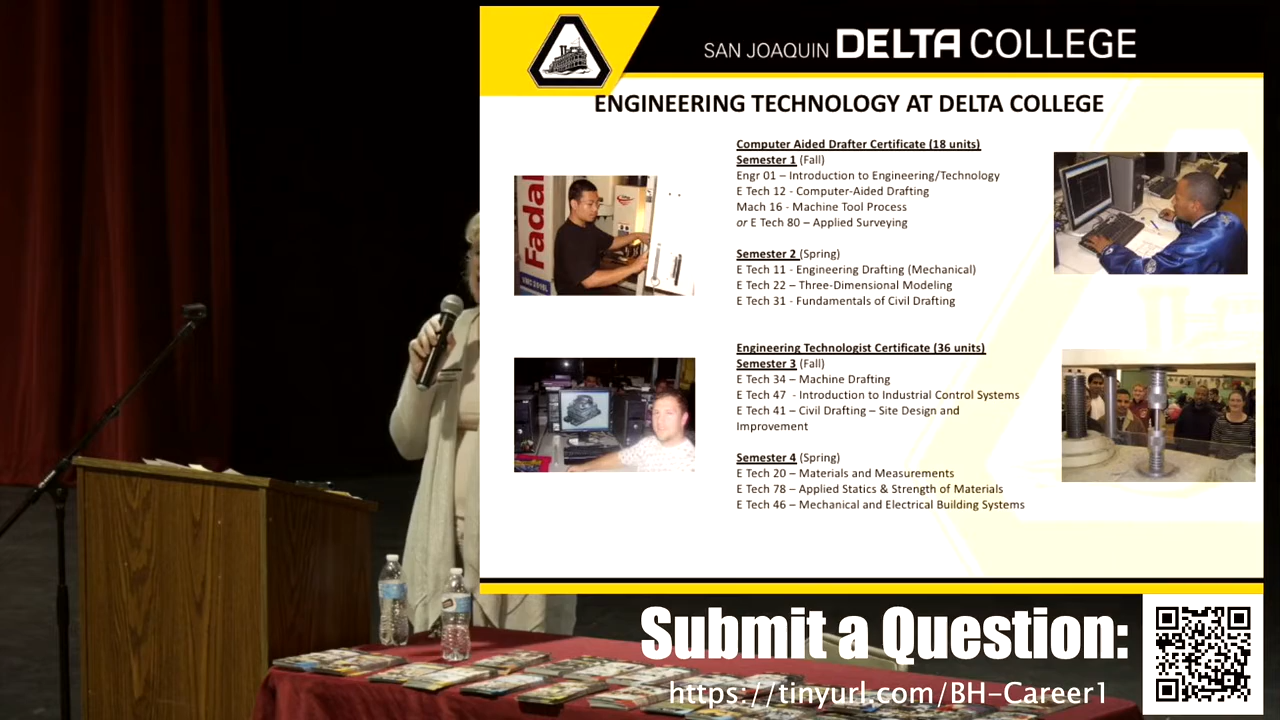 SAN JOAQUIN DELTA COLLEGE
ENGINEERING TECHNOLOGY AT DELTA COLLEGE
Computer Aided Drafter Certificate (18 units)
Semester 1 (Fall)
Engr 01 – Introduction to Engineering/Technology
E Tech 12 - Computer-Aided Drafting
Mach 16 - Machine Tool Process
or E Tech 80 – Applied Surveying
Semester 2 (Spring)
E Tech 11 - Engineering Drafting (Mechanical)
E Tech 22 – Three-Dimensional Modeling
E Tech 31 - Fundamentals of Civil Drafting
Fadal
Engineering Technologist Certificate (36 units)
Semester 3 (Fall)
E Tech 34 – Machine Drafting
E Tech 47 - Introduction to Industrial Control Systems
E Tech 41 – Civil Drafting – Site Design and
Improvement
Semester 4 (Spring)
E Tech 20 – Materials and Measurements
E Tech 78 – Applied Statics & Strength of Materials
E Tech 46 – Mechanical and Electrical Building Systems
Submit a Question:
https://tinyurl.com/BH-Career1